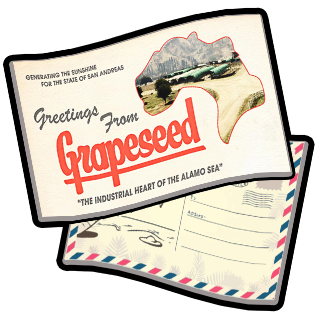 GENERATING THE SUNSHINE
FOR THE STATE OF SAN ANDREAS
Greetings From
Grapeseed
"THE INDUSTRIAL HEART OF THE ALAMO SEA"